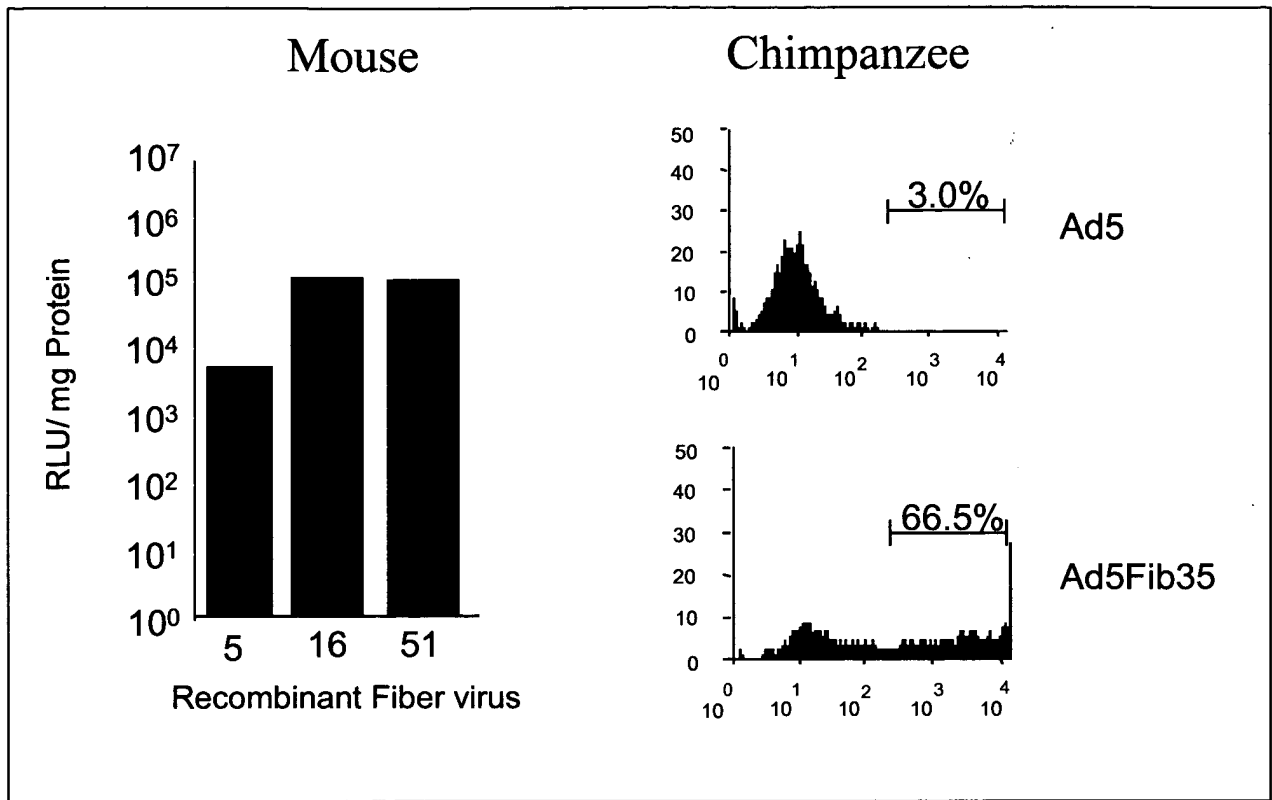 Mouse
RLU/mg Protein
10⁷
10⁶
10⁵
10⁴
10³
10²
10¹
10⁰
5 16 51
Recombinant Fiber virus
Chimpanzee
50
40
30
20
10
0
3.0%
10⁰ 10¹ 10² 10³ 10⁴
Ad5
50
40
30
20
10
0
66.5%
10⁰ 10¹ 10² 10³ 10⁴
Ad5Fib35